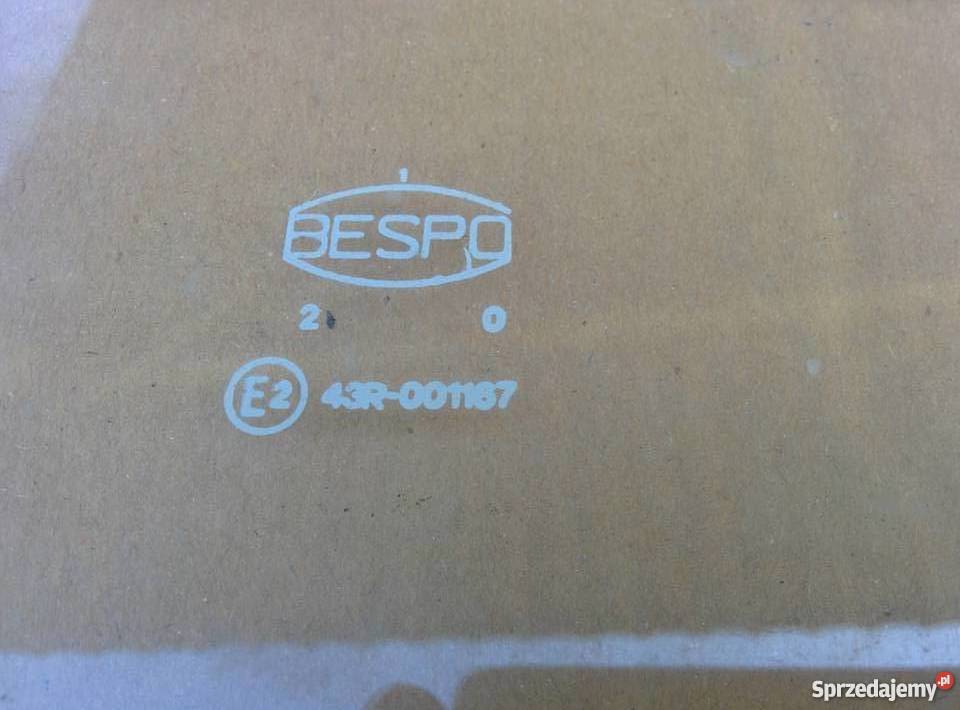 1
BESPO
2 0
E2 43R-001167
Sprzedajemy.pl